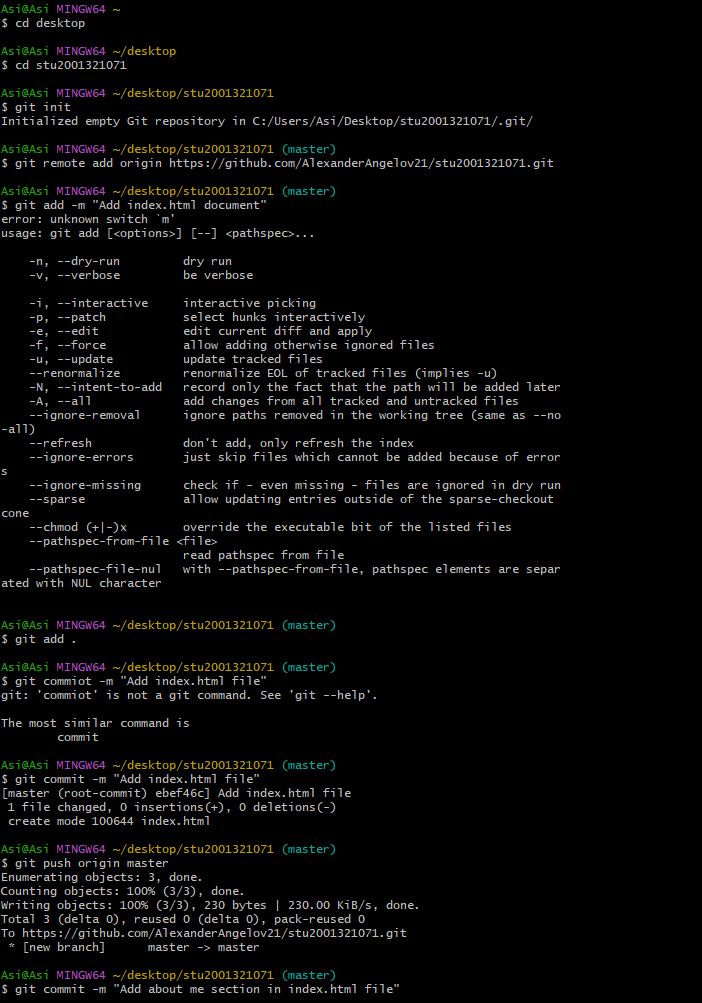 Asi@Asi MINGW64 ~
$ cd desktop

Asi@Asi MINGW64 ~/desktop
$ cd stu2001321071

Asi@Asi MINGW64 ~/desktop/stu2001321071
$ git init
Initialized empty Git repository in C:/Users/Asi/Desktop/stu2001321071/.git/

Asi@Asi MINGW64 ~/desktop/stu2001321071 (master)
$ git remote add origin https://github.com/AlexanderAngelov21/stu2001321071.git

Asi@Asi MINGW64 ~/desktop/stu2001321071 (master)
$ git add -m "Add index.html document"
error: unknown switch `m'
usage: git add [<options>] [--] <pathspec>...

    -n, --dry-run         dry run
    -v, --verbose         be verbose

    -i, --interactive     interactive picking
    -p, --patch           select hunks interactively
    -e, --edit            edit current diff and apply
    -f, --force           allow adding otherwise ignored files
    -u, --update          update tracked files
    --renormalize         renormalize EOL of tracked files (implies -u)
    -N, --intent-to-add   record only the fact that the path will be added later
    -A, --all             add changes from all tracked and untracked files
    --ignore-removal      ignore paths removed in the working tree (same as --no
-all)
    --refresh             don't add, only refresh the index
    --ignore-errors       just skip files which cannot be added because of error
s
    --ignore-missing      check if - even missing - files are ignored in dry run
    --sparse              allow updating entries outside of the sparse-checkout
cone
    --chmod (+|-)x        override the executable bit of the listed files
    --pathspec-from-file <file>
                          read pathspec from file
    --pathspec-file-nul   with --pathspec-from-file, pathspec elements are separ
ated with NUL character

Asi@Asi MINGW64 ~/desktop/stu2001321071 (master)
$ git add .

Asi@Asi MINGW64 ~/desktop/stu2001321071 (master)
$ git commiot -m "Add index.html file"
git: 'commiot' is not a git command. See 'git --help'.

The most similar command is
        commit

Asi@Asi MINGW64 ~/desktop/stu2001321071 (master)
$ git commit -m "Add index.html file"
[master (root-commit) ebef46c] Add index.html file
 1 file changed, 0 insertions(+), 0 deletions(-)
 create mode 100644 index.html

Asi@Asi MINGW64 ~/desktop/stu2001321071 (master)
$ git push origin master
Enumerating objects: 3, done.
Counting objects: 100% (3/3), done.
Writing objects: 100% (3/3), 230 bytes | 230.00 KiB/s, done.
Total 3 (delta 0), reused 0 (delta 0), pack-reused 0
To https://github.com/AlexanderAngelov21/stu2001321071.git
 * [new branch]      master -> master

Asi@Asi MINGW64 ~/desktop/stu2001321071 (master)
$ git commit -m "Add about me section in index.html file"